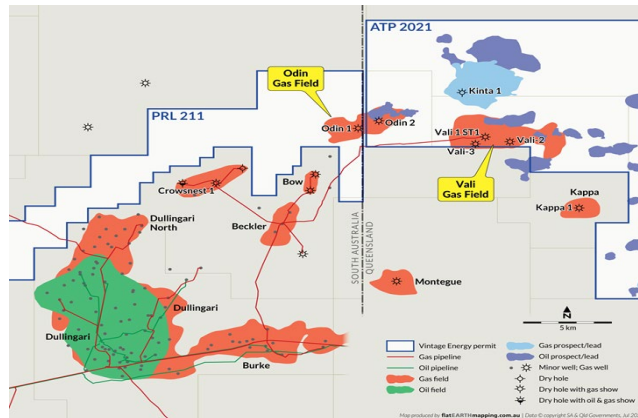 ATP 2021
Odin
Gas Field
Kinta 1
PRL 211
Odin 1
Odin 2
Vali 1 ST1
Vali-2
Vali-3
Crowsnest 1
Bow
Vali
Gas Field
Kappa
Kappa 1
Beckler
Dullingari
North
SOUTH AUSTRALIA
QUEENSLAND
Montegue
Dullingari
Dullingari
Burke
N
5 km
Vintage Energy permit
Gas pipeline
Oil pipeline
Gas field
Oil field
Gas prospect/lead
Oil prospect/lead
Minor well; Gas well
Dry hole
Dry hole with gas show
Dry hole with oil & gas show